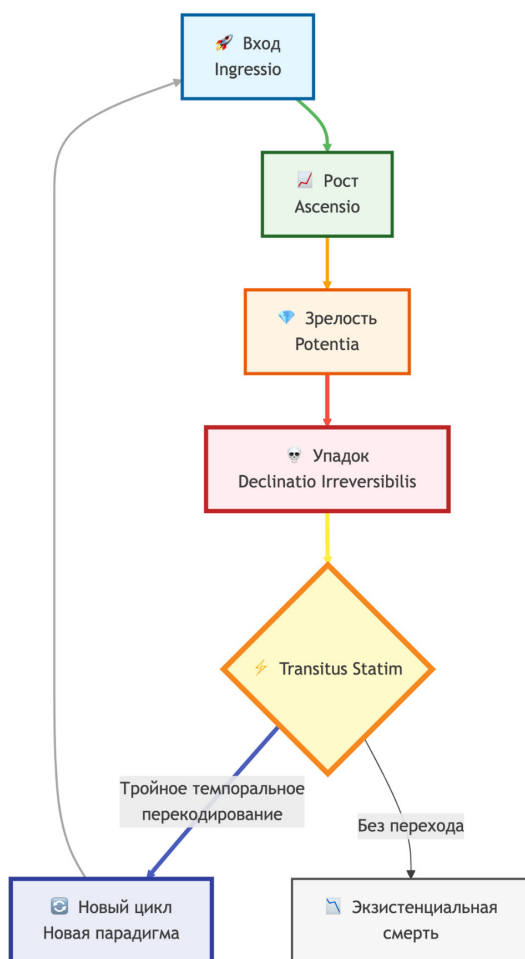 🚀 Вход
Ingressio
📈 Рост
Ascensio
💎 Зрелость
Potentia
💀 Упадок
Declinatio Irreversibilis
⚡ Transitus Statim
Тройное темпоральное
перекодирование
Без перехода
🔄 Новый цикл
Новая парадигма
📉 Экзистенциальная
смерть